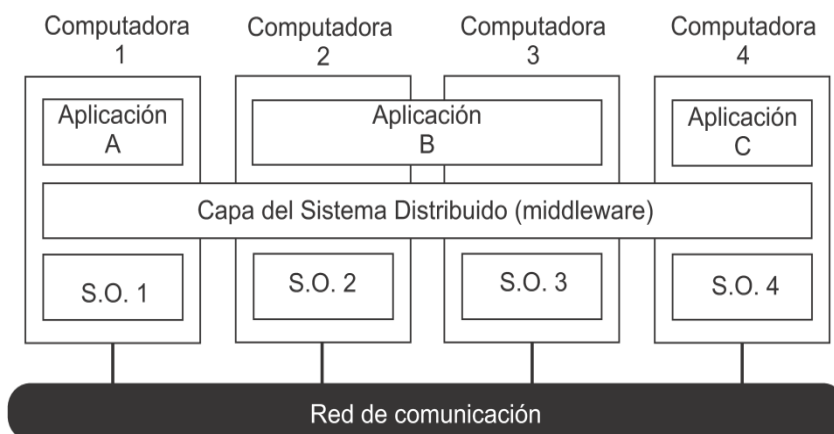 Computadora
1
Computadora
2
Computadora
3
Computadora
4
Aplicación
A
Aplicación
B
Aplicación
C
Capa del Sistema Distribuido (middleware)
S.O. 1
S.O. 2
S.O. 3
S.O. 4
Red de comunicación